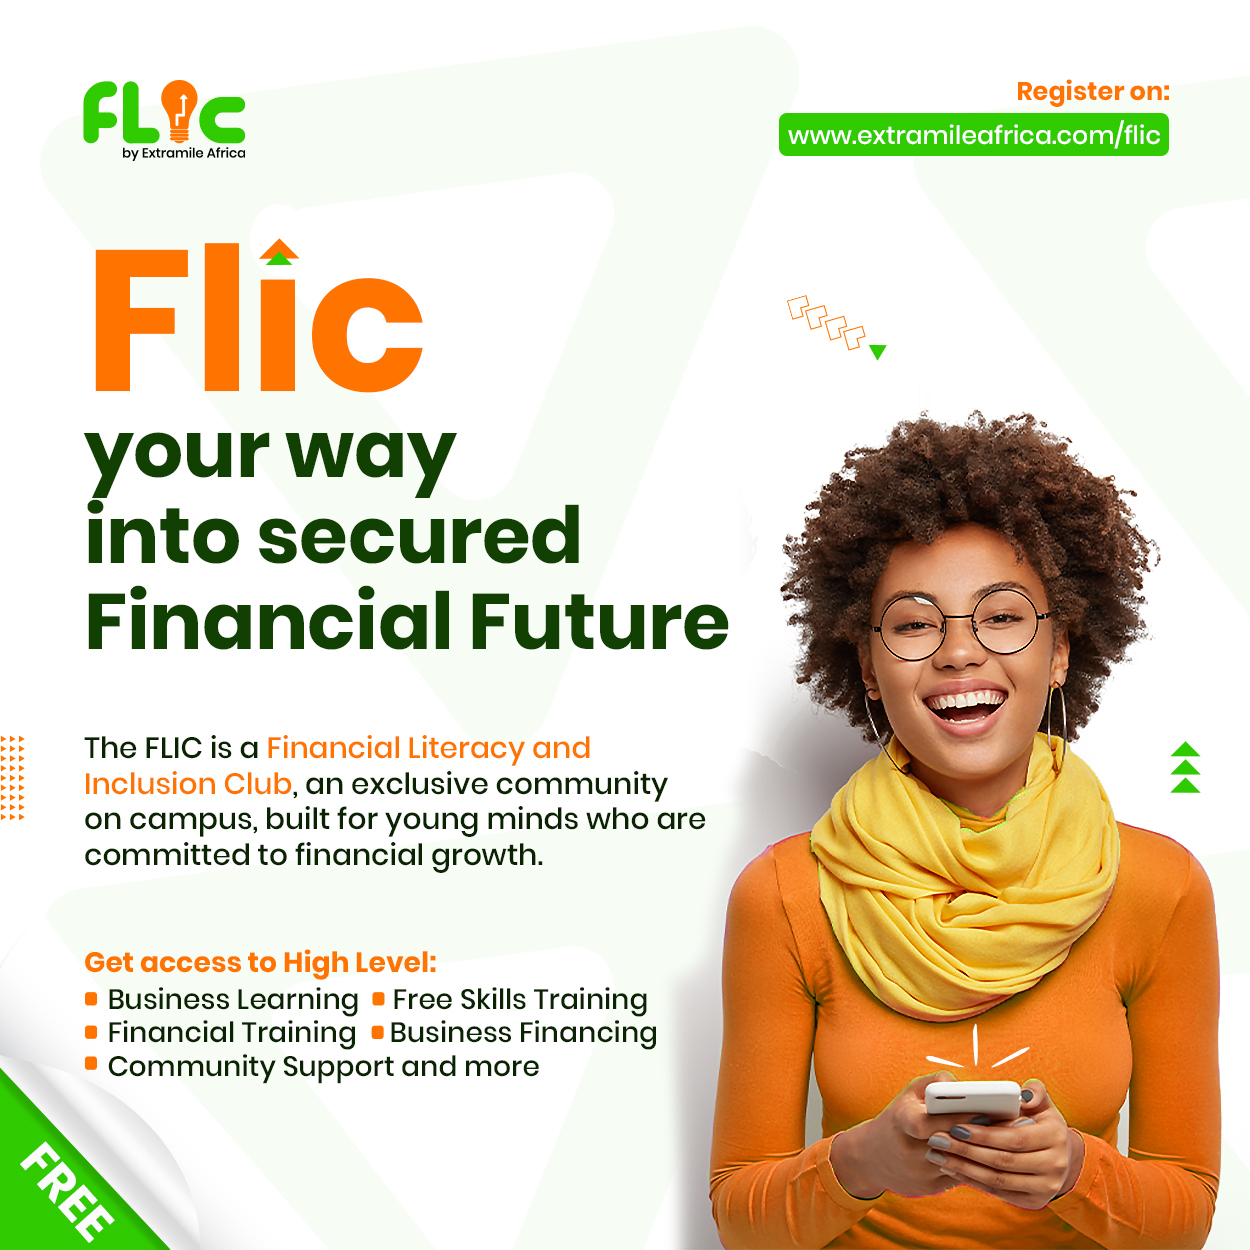 FLIC
by Extramile Africa
Register on:
www.extramileafrica.com/flic
Flic
your way
into secured
Financial Future
The FLIC is a Financial Literacy and
Inclusion Club, an exclusive community
on campus, built for young minds who are
committed to financial growth.
Get access to High Level:
Business Learning Free Skills Training
Financial Training Business Financing
Community Support and more
FREE